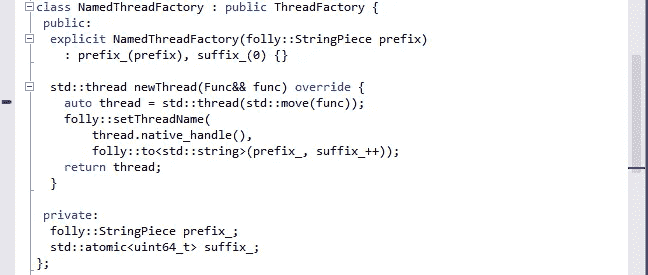 class NamedThreadFactory : public ThreadFactory {
public:
explicit NamedThreadFactory(folly::StringPiece prefix)
: prefix_(prefix), suffix_(0) {}
std::thread newThread(Func&& func) override {
auto thread = std::thread(std::move(func));
folly::setThreadName(
thread.native_handle(),
folly::to<std::string>(prefix_, suffix_++));
return thread;
}
private:
folly::StringPiece prefix_;
std::atomic<uint64_t> suffix_;
};